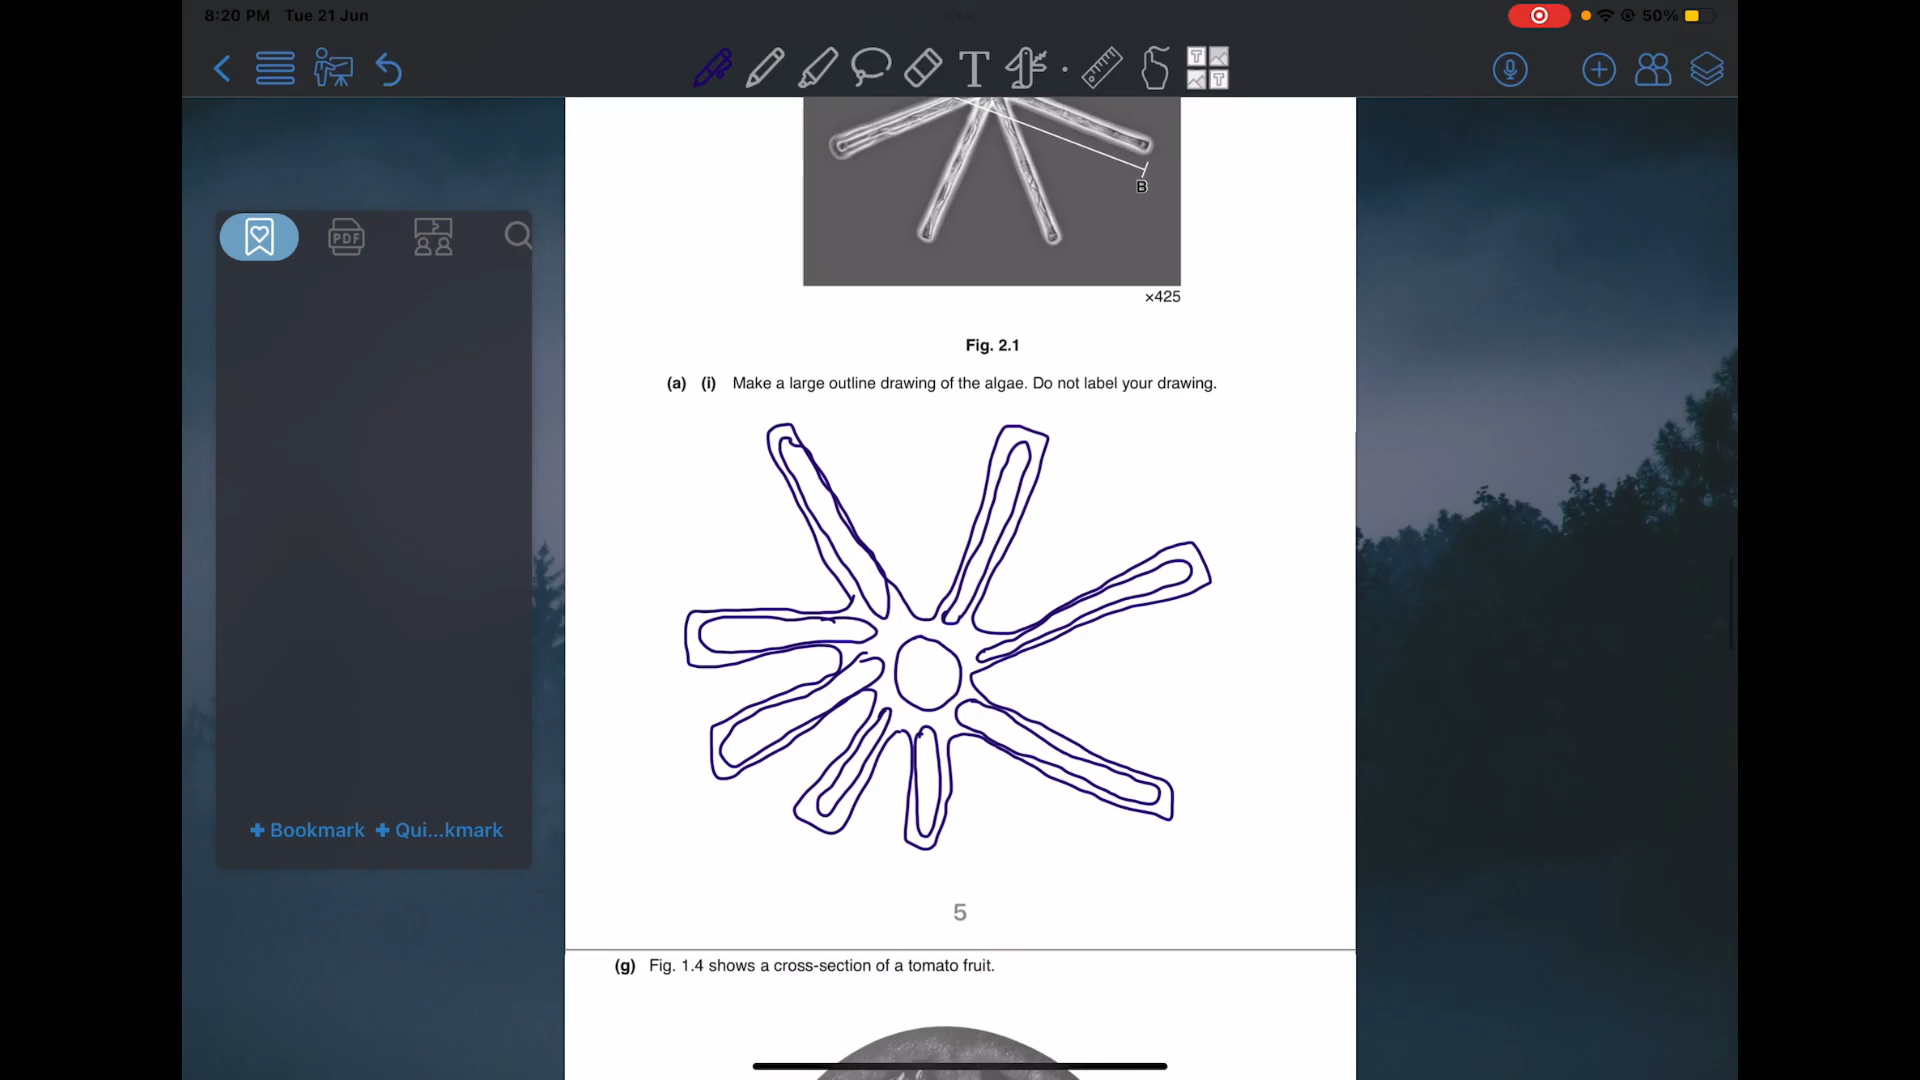 8:20 PM Tue 21 Jun
50%
T
T
T
PDF
B
×425
Fig. 2.1
(a) (i) Make a large outline drawing of the algae. Do not label your drawing.
+ Bookmark + Qui...kmark
5
(g) Fig. 1.4 shows a cross-section of a tomato fruit.